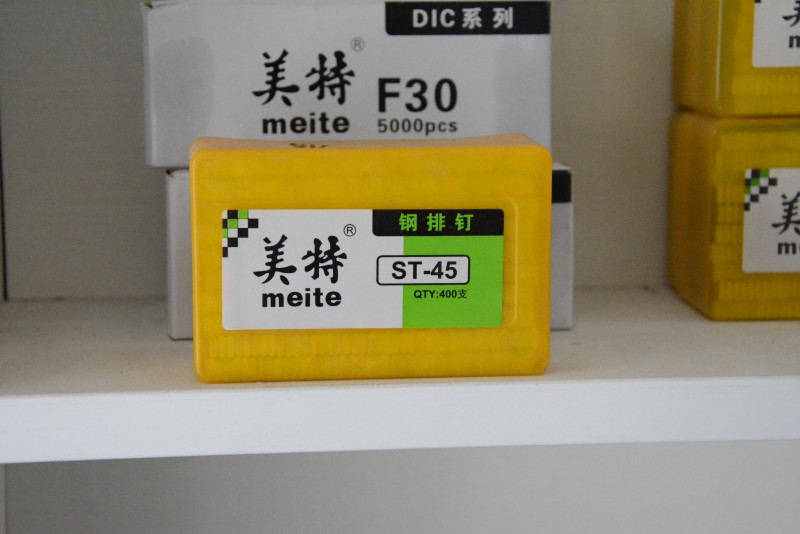 DIC系列
美特®
F30
meite
5000pcs
钢排钉
美特®
ST-45
meite
QTY:400支
美